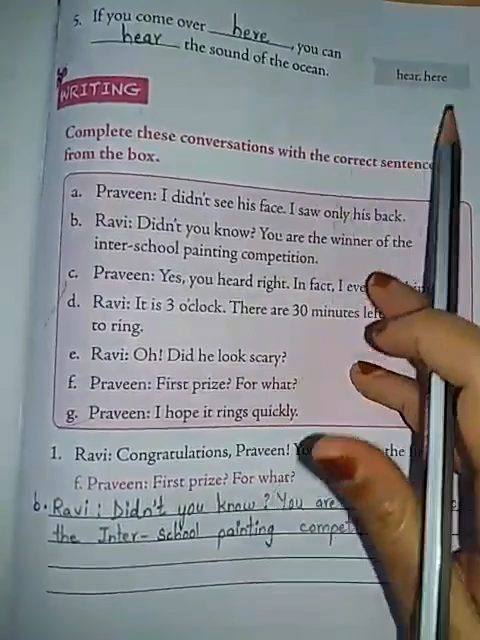 5. If you come over here, you can
hear the sound of the ocean.
hear, here
WRITING
Complete these conversations with the correct sentence
from the box.
a. Praveen: I didn't see his face. I saw only his back.
b. Ravi: Didn't you know? You are the winner of the
inter-school painting competition.
c. Praveen: Yes, you heard right. In fact, I
d. Ravi: It is 3 o'clock. There are 30 minutes
to ring.
e. Ravi: Oh! Did he look scary?
f. Praveen: First prize? For what?
g. Praveen: I hope it rings quickly.
1. Ravi: Congratulations, Praveen! the
f. Praveen: First prize? For what?
b. Ravi: Didn't you know? You are
the Inter-school painting